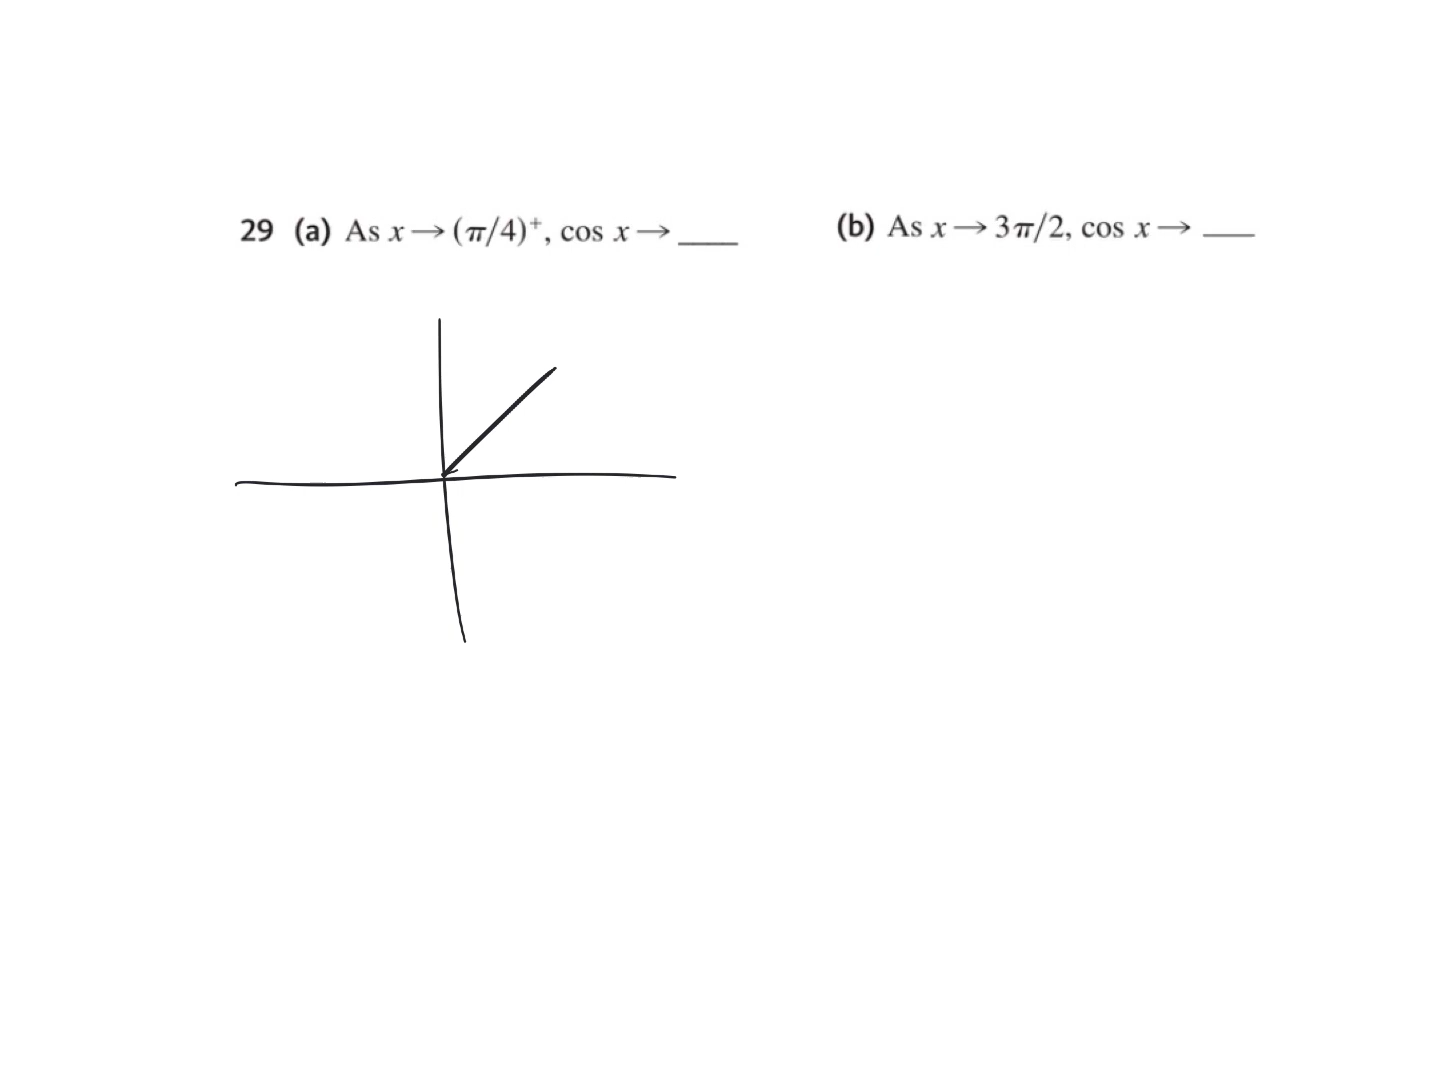 29 (a) As x → (π/4)⁺, cos x → ____
(b) As x → 3π/2, cos x → ____